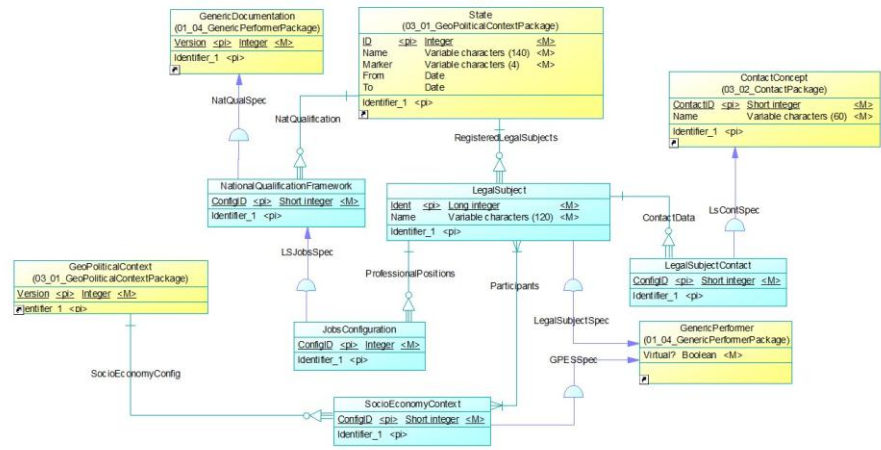 GenericDocumentation
(01_04_GenericPerformerPackage)
Version <pi> Integer <M>
Identifier_1 <pi>
State
(03_01_GeoPoliticalContextPackage)
ID <pi> Integer <M>
Name Variable characters (140) <M>
Marker Variable characters (4) <M>
From Date
To Date
Identifier_1 <pi>
ContactConcept
(03_02_ContactPackage)
ContactID <pi> Short integer <M>
Name Variable characters (60) <M>
Identifier_1 <pi>
NatQualSpec
NatQualification
RegisteredLegalSubjects
NationalQualificationFramework
ConfigID <pi> Short integer <M>
Identifier_1 <pi>
LegalSubject
Ident <pi> Long integer <M>
Name Variable characters (120) <M>
Identifier_1 <pi>
ContactData
LsContSpec
LSJobsSpec
ProfessionalPositions
Participants
LegalSubjectContact
ConfigID <pi> Short integer <M>
Identifier_1 <pi>
GeoPoliticalContext
(03_01_GeoPoliticalContextPackage)
Version <pi> Integer <M>
Identifier_1 <pi>
JobsConfiguration
ConfigID <pi> Integer <M>
Identifier_1 <pi>
LegalSubjectSpec
GenericPerformer
(01_04_GenericPerformerPackage)
Virtual? Boolean <M>
GPESSpec
SocioEconomyConfig
SocioEconomyContext
ConfigID <pi> Short integer <M>
Identifier_1 <pi>